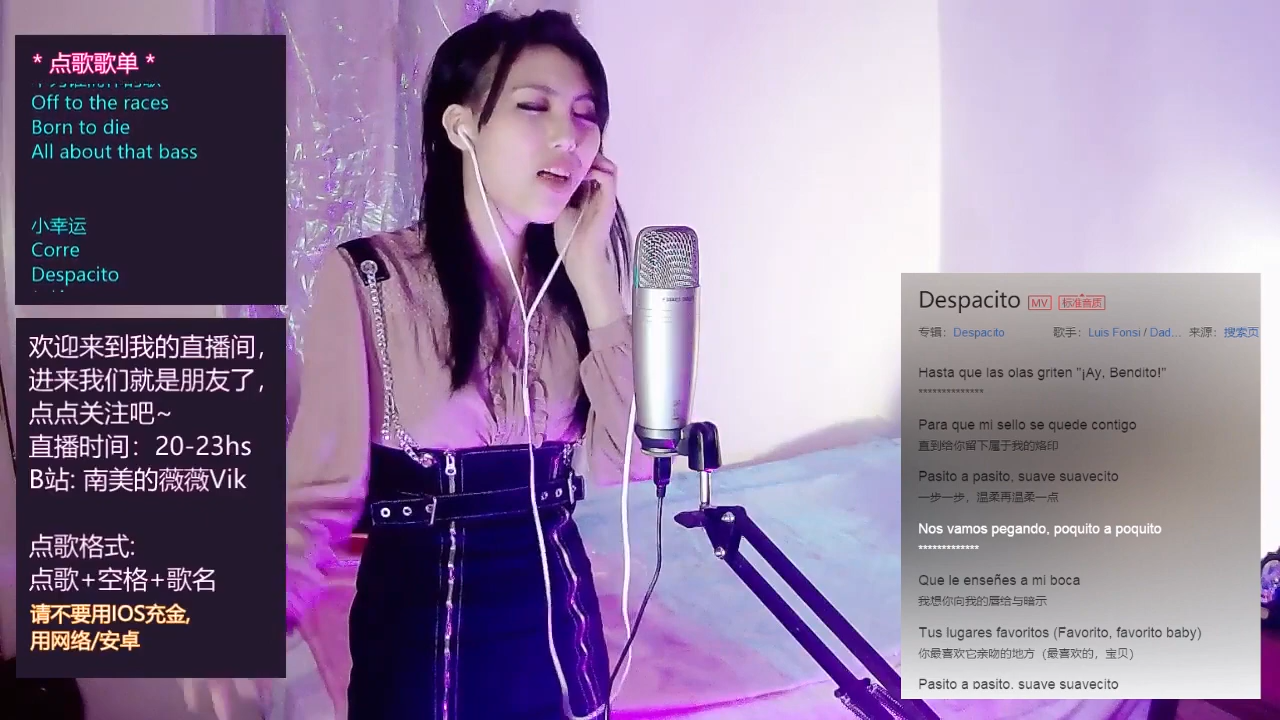 * 点歌歌单 *
Off to the races
Born to die
All about that bass
小幸运
Corre
Despacito
欢迎来到我的直播间，
进来我们就是朋友了，
点点关注吧~
直播时间：20-23hs
B站: 南美的薇薇Vik
点歌格式:
点歌+空格+歌名
请不要用IOS充金,
用网络/安卓
Despacito MV 标准音质
专辑：Despacito 歌手：Luis Fonsi / Dad... 来源：搜索页
Hasta que las olas griten "¡Ay, Bendito!"
**************
Para que mi sello se quede contigo
直到给你留下属于我的烙印
Pasito a pasito, suave suavecito
一步一步，温柔再温柔一点
Nos vamos pegando, poquito a poquito
*************
Que le enseñes a mi boca
我想你向我的唇给与暗示
Tus lugares favoritos (Favorito, favorito baby)
你最喜欢它亲吻的地方（最喜欢的，宝贝）
Pasito a pasito, suave suavecito